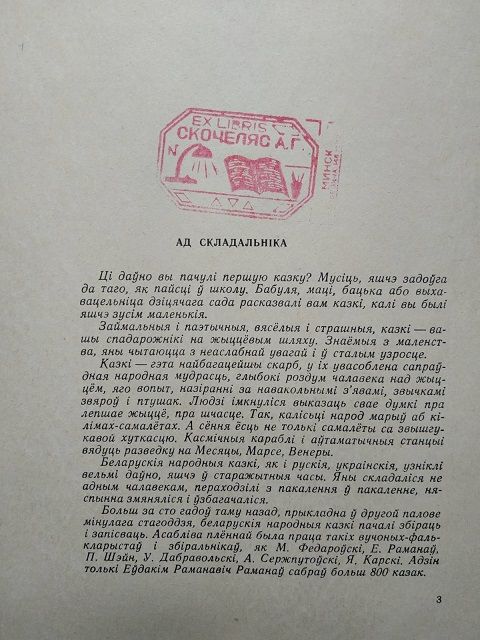 EX LIBRIS
СКОЧЕЛЯС А.Г.
N
МИНСК
АД СКЛАДАЛЬНІКА
Ці даўно вы пачулі першую казку? Мусіць, яшчэ задоўга
да таго, як пайсці ў школу. Бабуля, маці, бацька або выха-
вацельніца дзіцячага сада расказвалі вам казкі, калі вы былі
яшчэ зусім маленькія.
Займальныя і паэтычныя, вясёлыя і страшныя, казкі — ва-
шы спадарожнікі на жыццёвым шляху. Знаёмыя з маленст-
ва, яны чытаюцца з неаслабнай увагай і ў сталым узросце.
Казкі — гэта найбагацейшы скарб, у іх увасоблена сапраўд-
ная народная мудрасць, глыбокі роздум чалавека над жыц-
цём, яго вопыт, назіранні за навакольнымі з'явамі, звычкамі
звяроў і птушак. Людзі імкнуліся выказаць свае думкі пра
лепшае жыццё, пра шчасце. Так, калісьці народ марыў аб кі-
лімах-самалётах. А сёння ёсць не толькі самалёты са звышгу-
кавой хуткасцю. Касмічныя караблі і аўтаматычныя станцыі
вядуць разведку на Месяцы, Марсе, Венеры.
Беларускія народныя казкі, як і рускія, украінскія, узніклі
вельмі даўно, яшчэ ў старажытныя часы. Яны складаліся не
адным чалавекам, пераходзілі з пакалення ў пакаленне, ня-
спынна змяняліся і ўзбагачаліся.
Больш за сто гадоў таму назад, прыкладна ў другой палове
мінулага стагоддзя, беларускія народныя казкі пачалі збіраць
і запісваць. Асабліва плённай была праца такіх вучоных-фаль-
кларыстаў і збіральнікаў, як М. Федароўскі, Е. Раманаў,
П. Шэйн, У. Дабравольскі, А. Сержпутоўскі, Я. Карскі. Адзін
толькі Еўдакім Раманавіч Раманаў сабраў больш 800 казак.
3